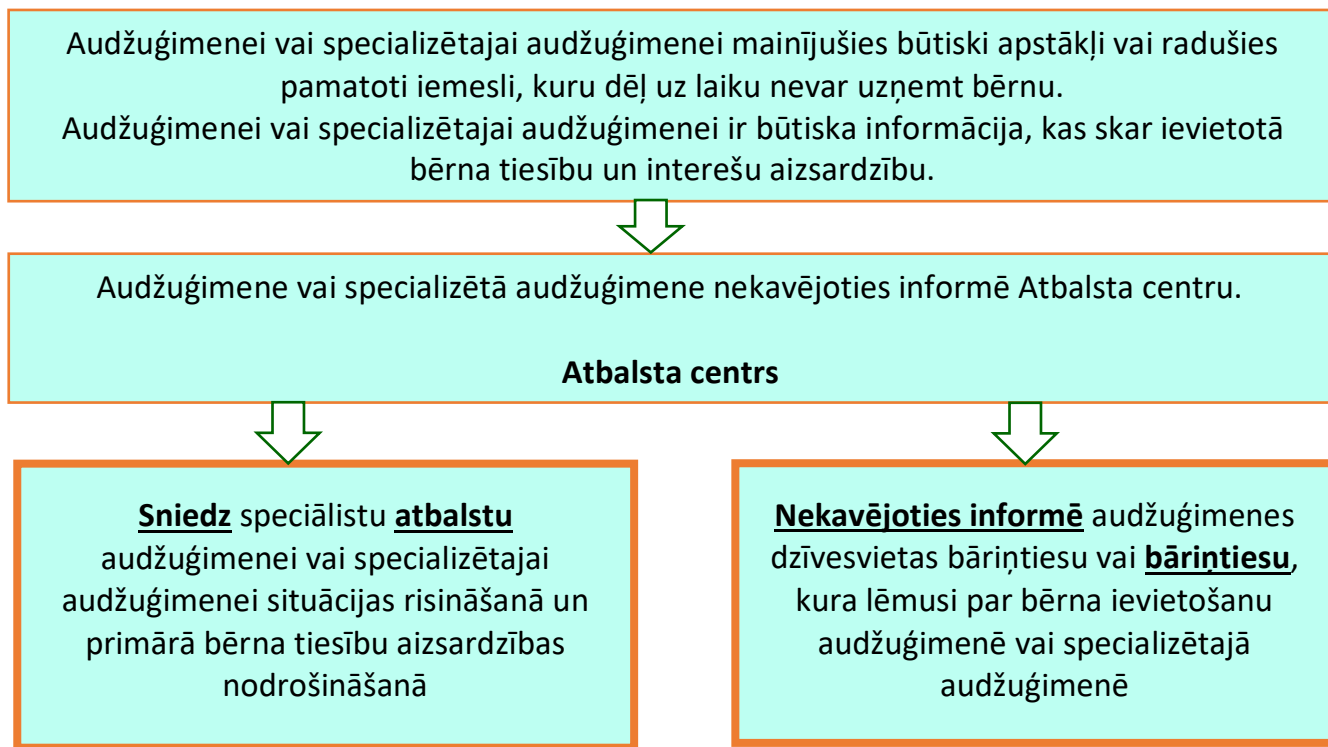 Audžuģimenei vai specializētajai audžuģimenei mainījušies būtiski apstākļi vai radušies
pamatoti iemesli, kuru dēļ uz laiku nevar uzņemt bērnu.
Audžuģimenei vai specializētajai audžuģimenei ir būtiska informācija, kas skar ievietotā
bērna tiesību un interešu aizsardzību.
Audžuģimene vai specializētā audžuģimene nekavējoties informē Atbalsta centru.
Atbalsta centrs
Sniedz speciālistu atbalstu
audžuģimenei vai specializētajai
audžuģimenei situācijas risināšanā un
primārā bērna tiesību aizsardzības
nodrošināšanā
Nekavējoties informē audžuģimenes
dzīvesvietas bāriņtiesu vai bāriņtiesu,
kura lēmusi par bērna ievietošanu
audžuģimenē vai specializētajā
audžuģimenē